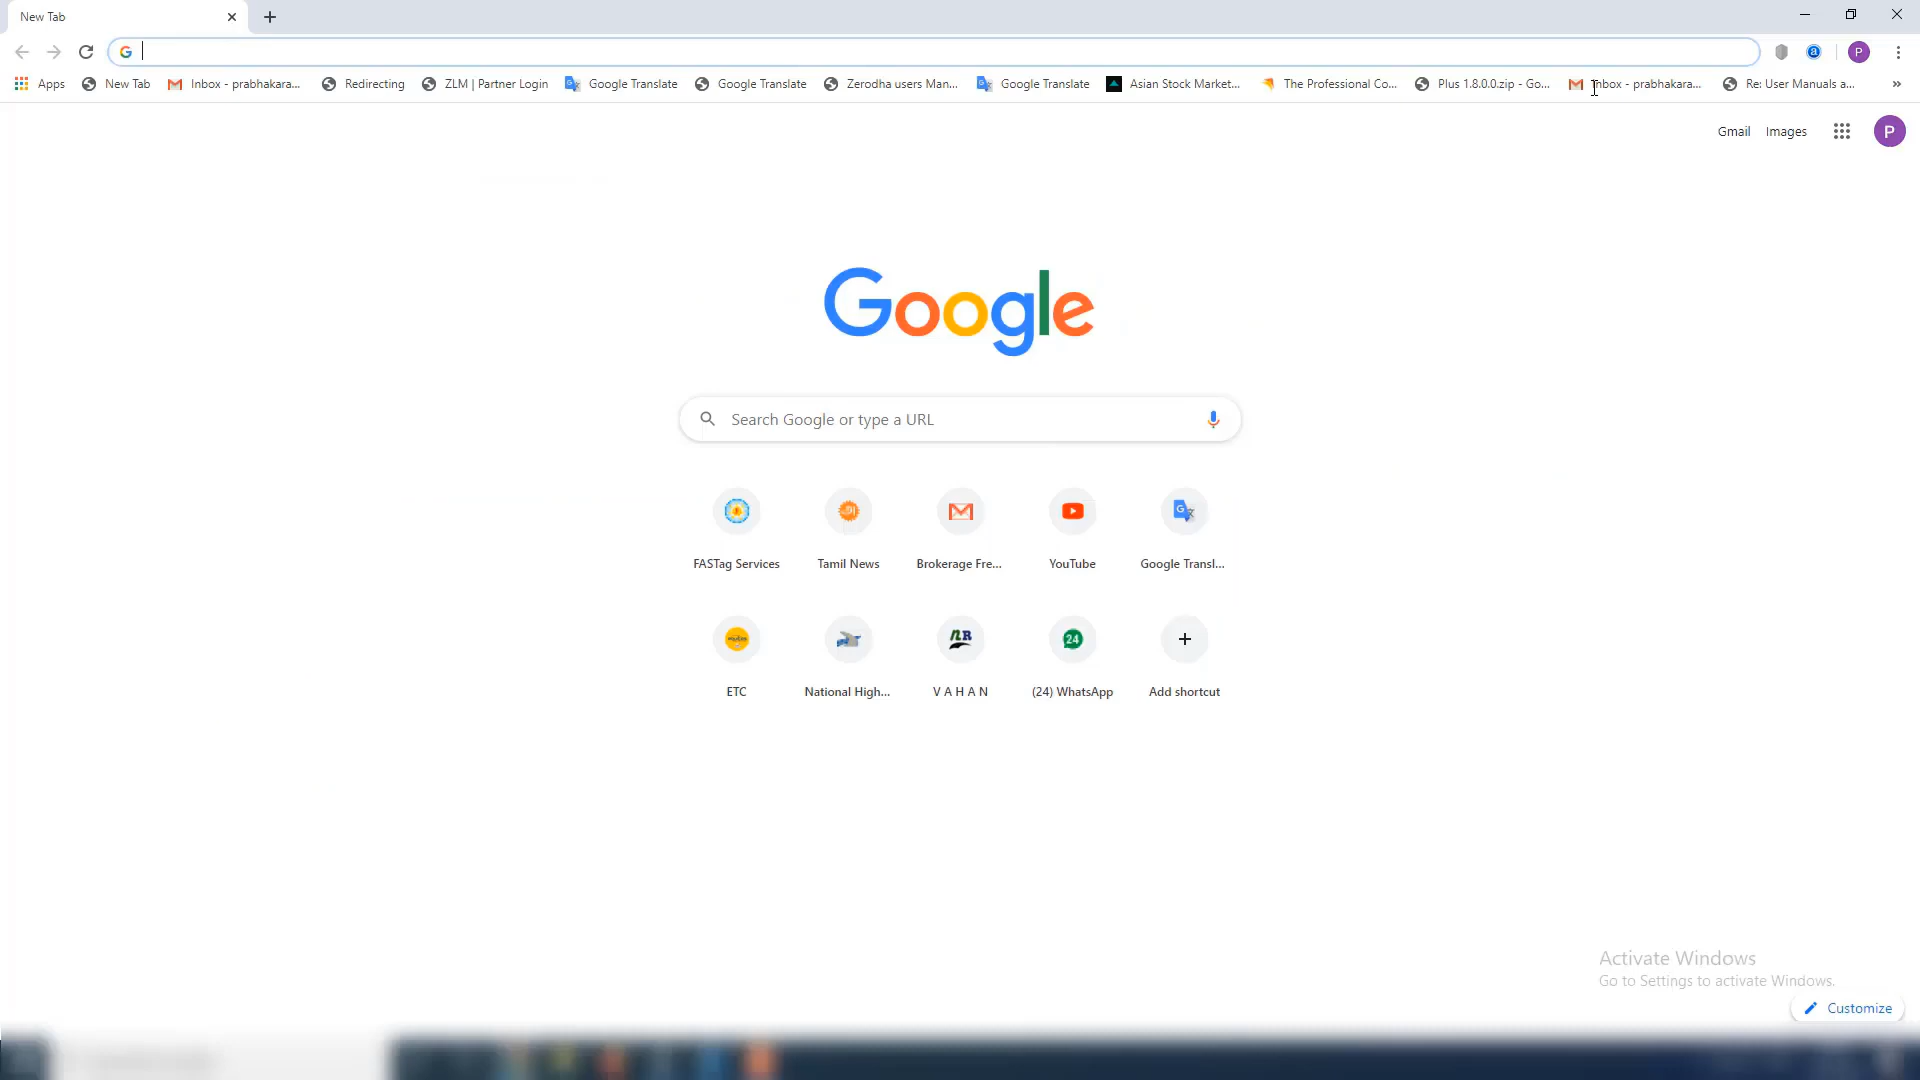 New Tab
Apps New Tab Inbox - prabhakara... Redirecting ZLM | Partner Login Google Translate Google Translate Zerodha users Man... Google Translate Asian Stock Market... The Professional Co... Plus 1.8.0.0.zip - Go... Inbox - prabhakara... Re: User Manuals a... »
Gmail Images P
Google
Search Google or type a URL
FASTag Services Tamil News Brokerage Fre... YouTube Google Transl...
24
ETC National High... V A H A N (24) WhatsApp Add shortcut
Activate Windows
Go to Settings to activate Windows.
Customize